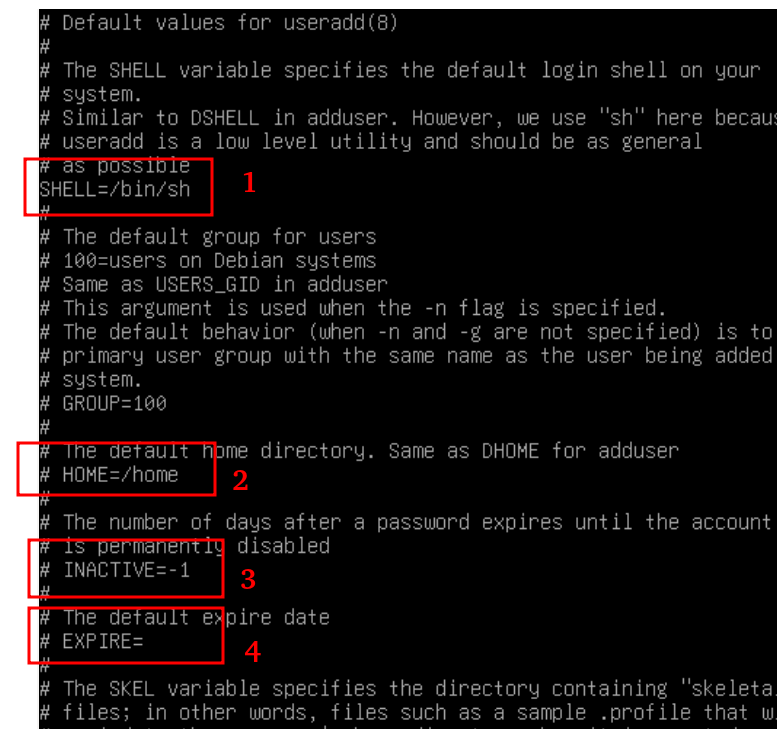 # Default values for useradd(8)
#
# The SHELL variable specifies the default login shell on your
# system.
# Similar to DSHELL in adduser. However, we use "sh" here becaus
# useradd is a low level utility and should be as general
# as possible
SHELL=/bin/sh 1
#
# The default group for users
# 100=users on Debian systems
# Same as USERS_GID in adduser
# This argument is used when the -n flag is specified.
# The default behavior (when -n and -g are not specified) is to
# primary user group with the same name as the user being added
# system.
# GROUP=100
#
# The default home directory. Same as DHOME for adduser
# HOME=/home 2
#
# The number of days after a password expires until the account
# is permanently disabled
# INACTIVE=-1 3
#
# The default expire date
# EXPIRE= 4
#
# The SKEL variable specifies the directory containing "skeleta
# files; in other words, files such as a sample .profile that w